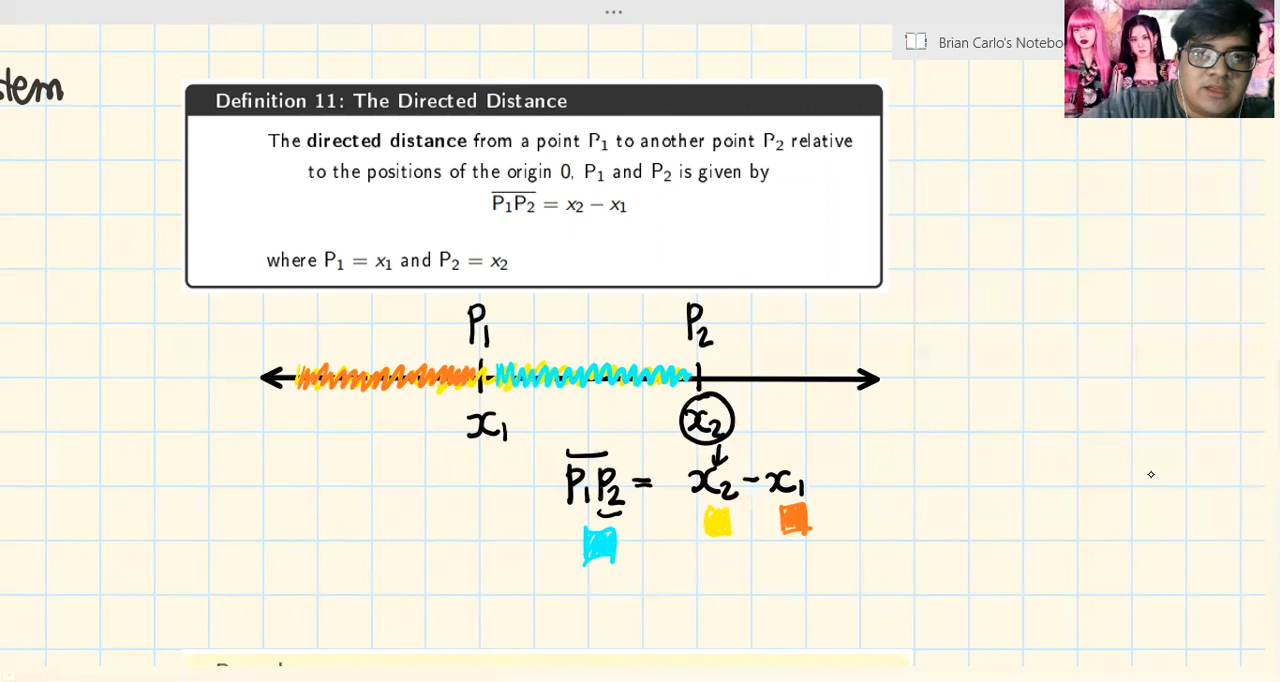 Brian Carlo's Notebo
stem
Definition 11: The Directed Distance
The directed distance from a point P₁ to another point P₂ relative
to the positions of the origin 0, P₁ and P₂ is given by
P₁P₂ = x₂ − x₁
where P₁ = x₁ and P₂ = x₂
P₁ P₂
x₁ x₂
P₁P₂ = x₂ − x₁